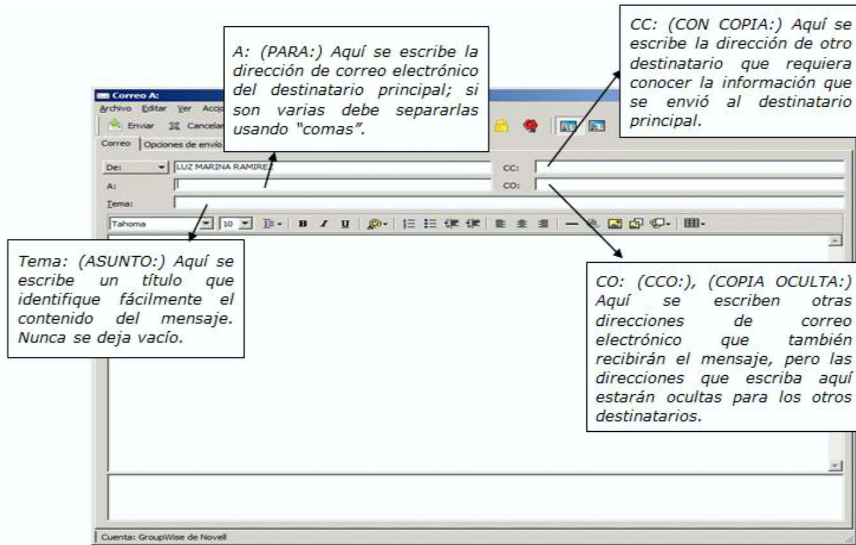 CC: (CON COPIA:) Aquí se
escribe la dirección de otro
destinatario que requiera
conocer la información que
se envió al destinatario
principal.
A: (PARA:) Aquí se escribe la
dirección de correo electrónico
del destinatario principal; si
son varias debe separarlas
usando “comas”.
Correo A:
Archivo Editar Ver
Enviar Cancelar
Correo Opciones de envío
De: LUZ MARINA RAMIREZ CC:
A: CO:
Tema:
Tahoma 10 B I U
Tema: (ASUNTO:) Aquí se
escribe un título que
identifique fácilmente el
contenido del mensaje.
Nunca se deja vacío.
CO: (CCO:), (COPIA OCULTA:)
Aquí se escriben otras
direcciones de correo
electrónico que también
recibirán el mensaje, pero las
direcciones que escriba aquí
estarán ocultas para los otros
destinatarios.
Cuenta: GroupWise de Novell